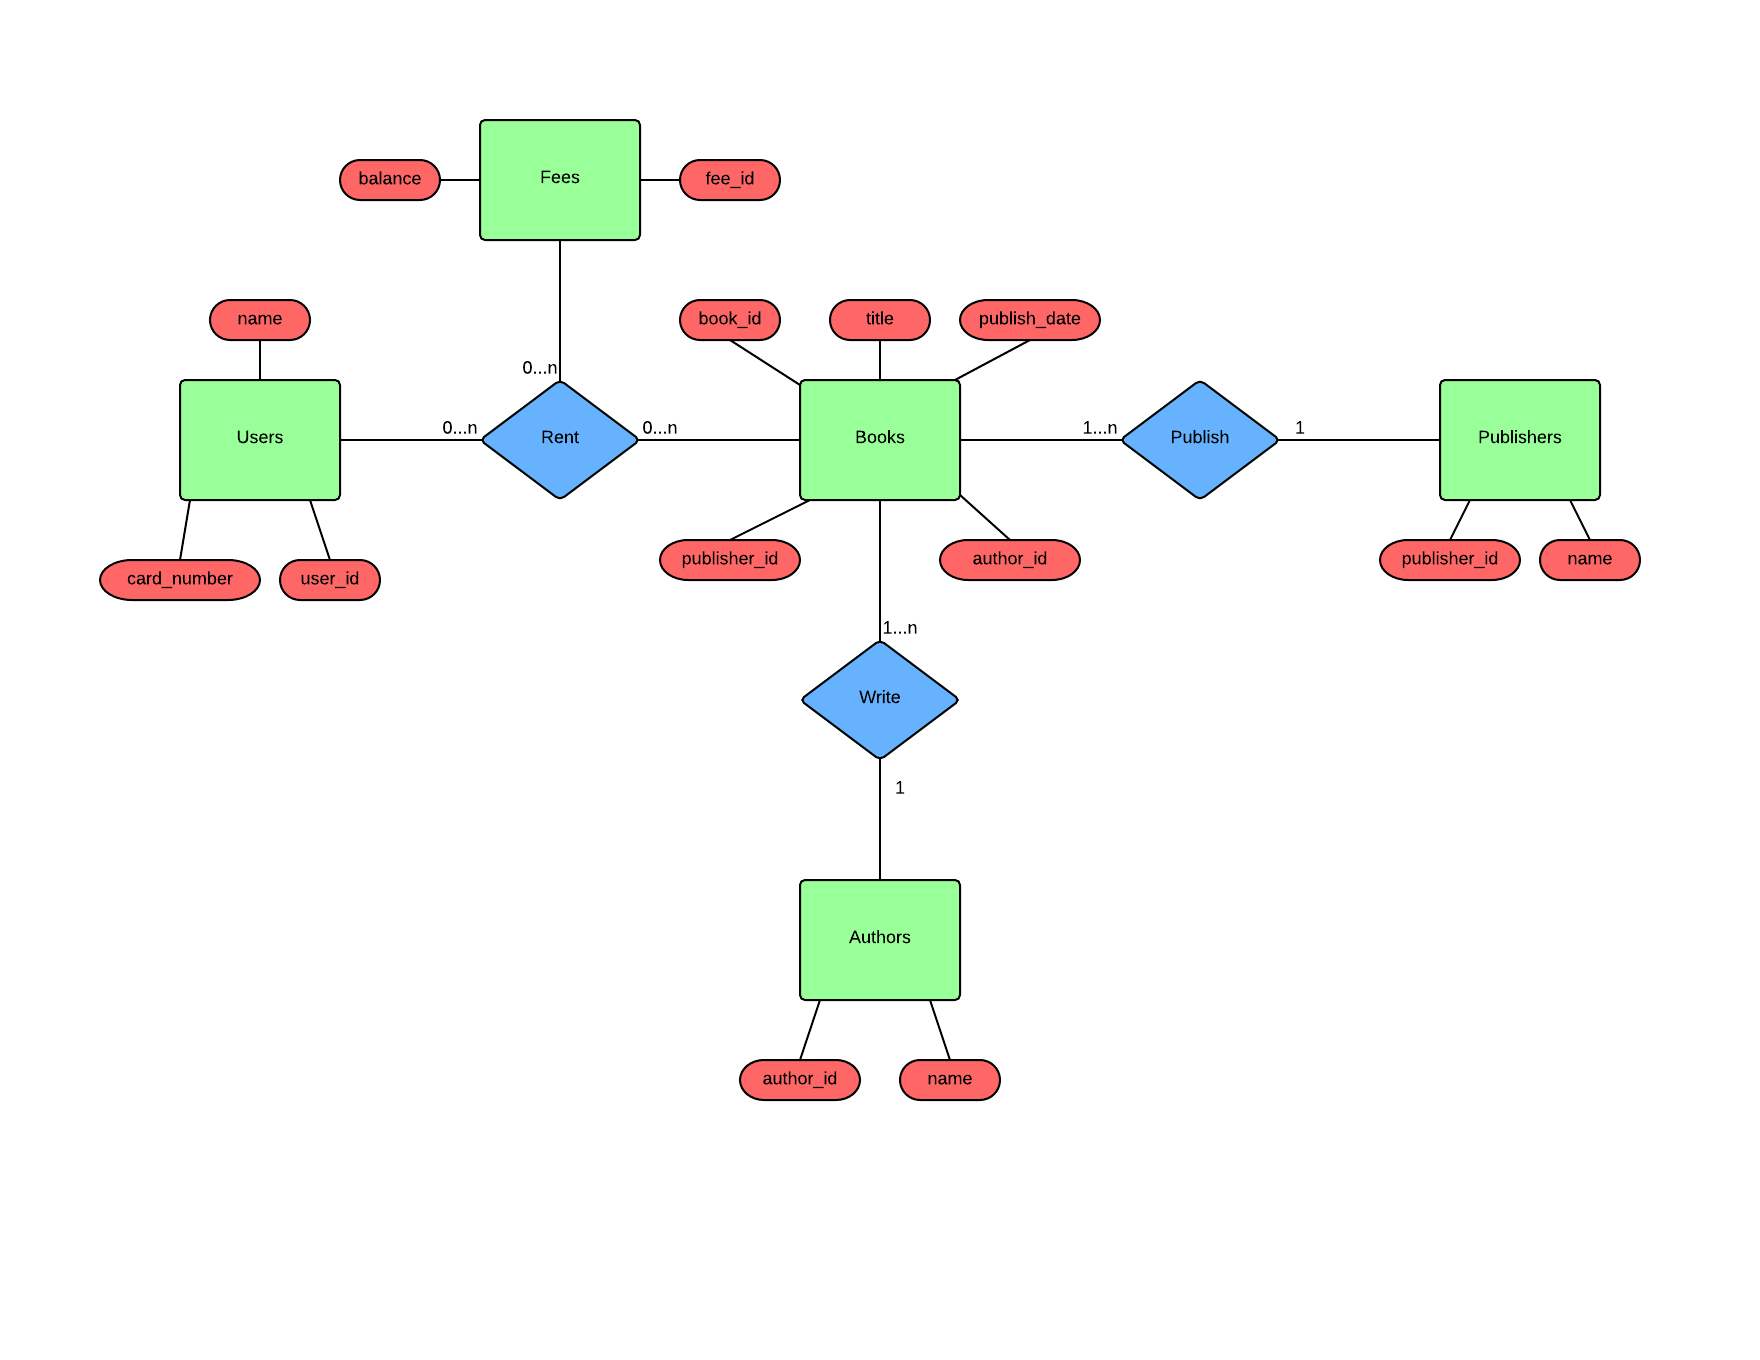 Fees
balance
fee_id
name
book_id
title
publish_date
0...n
0...n
0...n
1...n
1
Users
Rent
Books
Publish
Publishers
publisher_id
author_id
publisher_id
name
card_number
user_id
1...n
Write
1
Authors
author_id
name